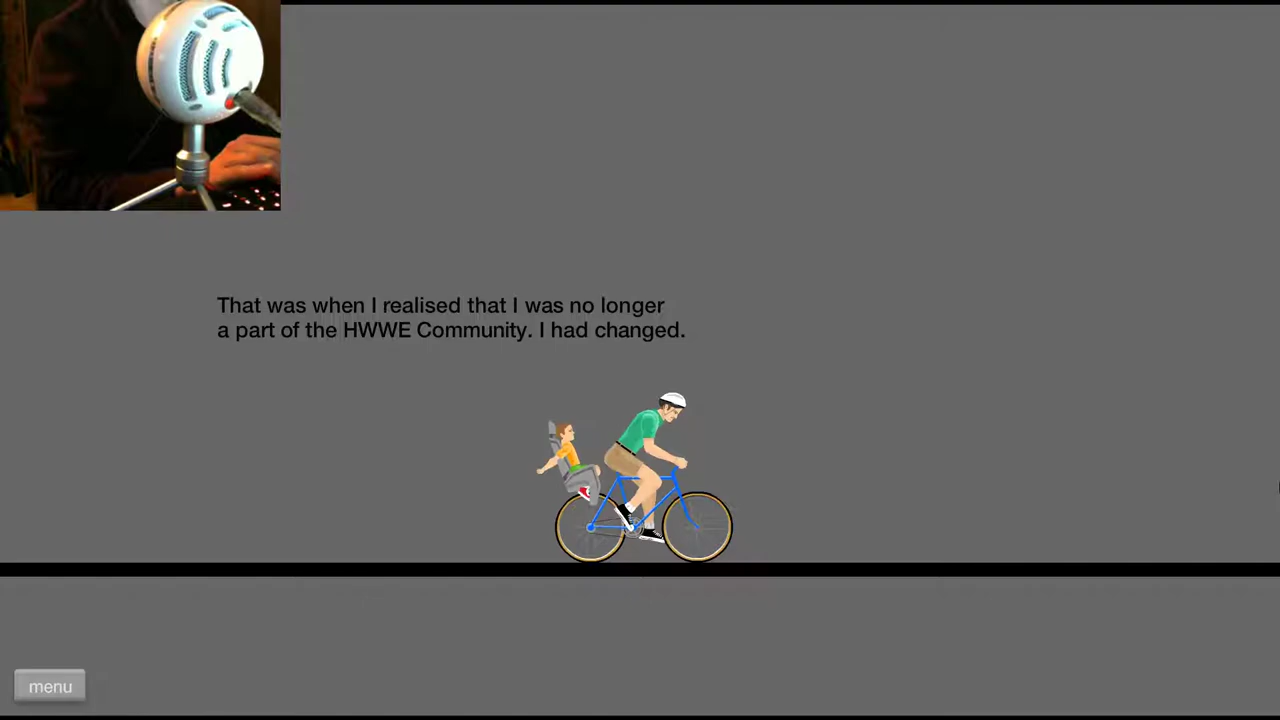 That was when I realised that I was no longer
a part of the HWWE Community. I had changed.
menu